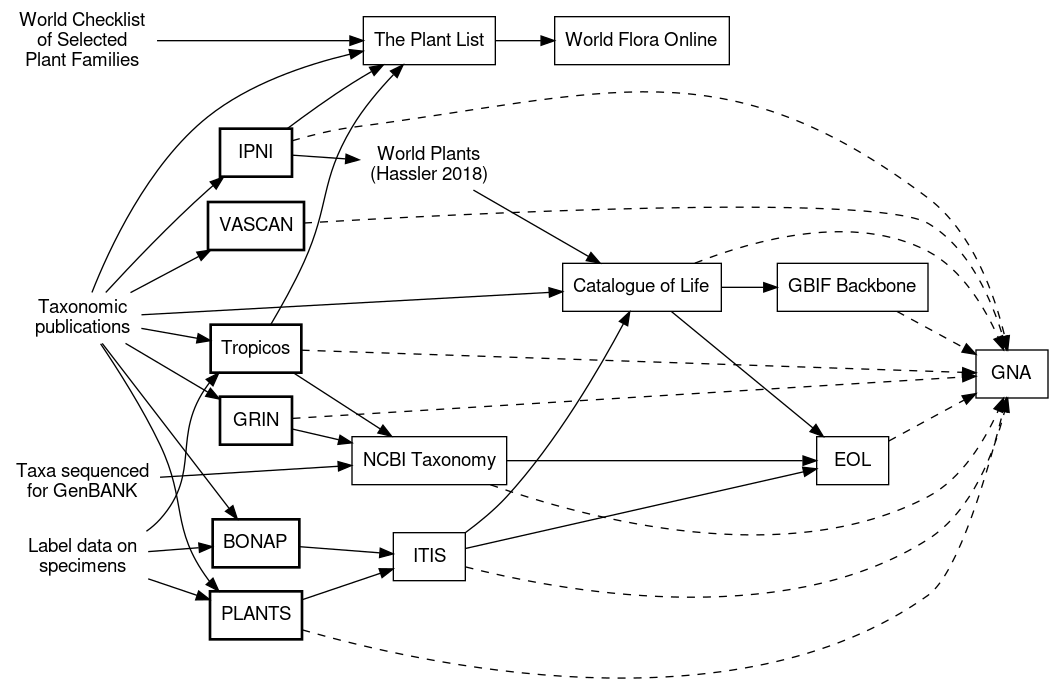 World Checklist
of Selected
Plant Families
The Plant List
World Flora Online
IPNI
World Plants
(Hassler 2018)
VASCAN
Catalogue of Life
GBIF Backbone
Taxonomic
publications
Tropicos
GNA
GRIN
NCBI Taxonomy
EOL
Taxa sequenced
for GenBANK
BONAP
ITIS
Label data on
specimens
PLANTS